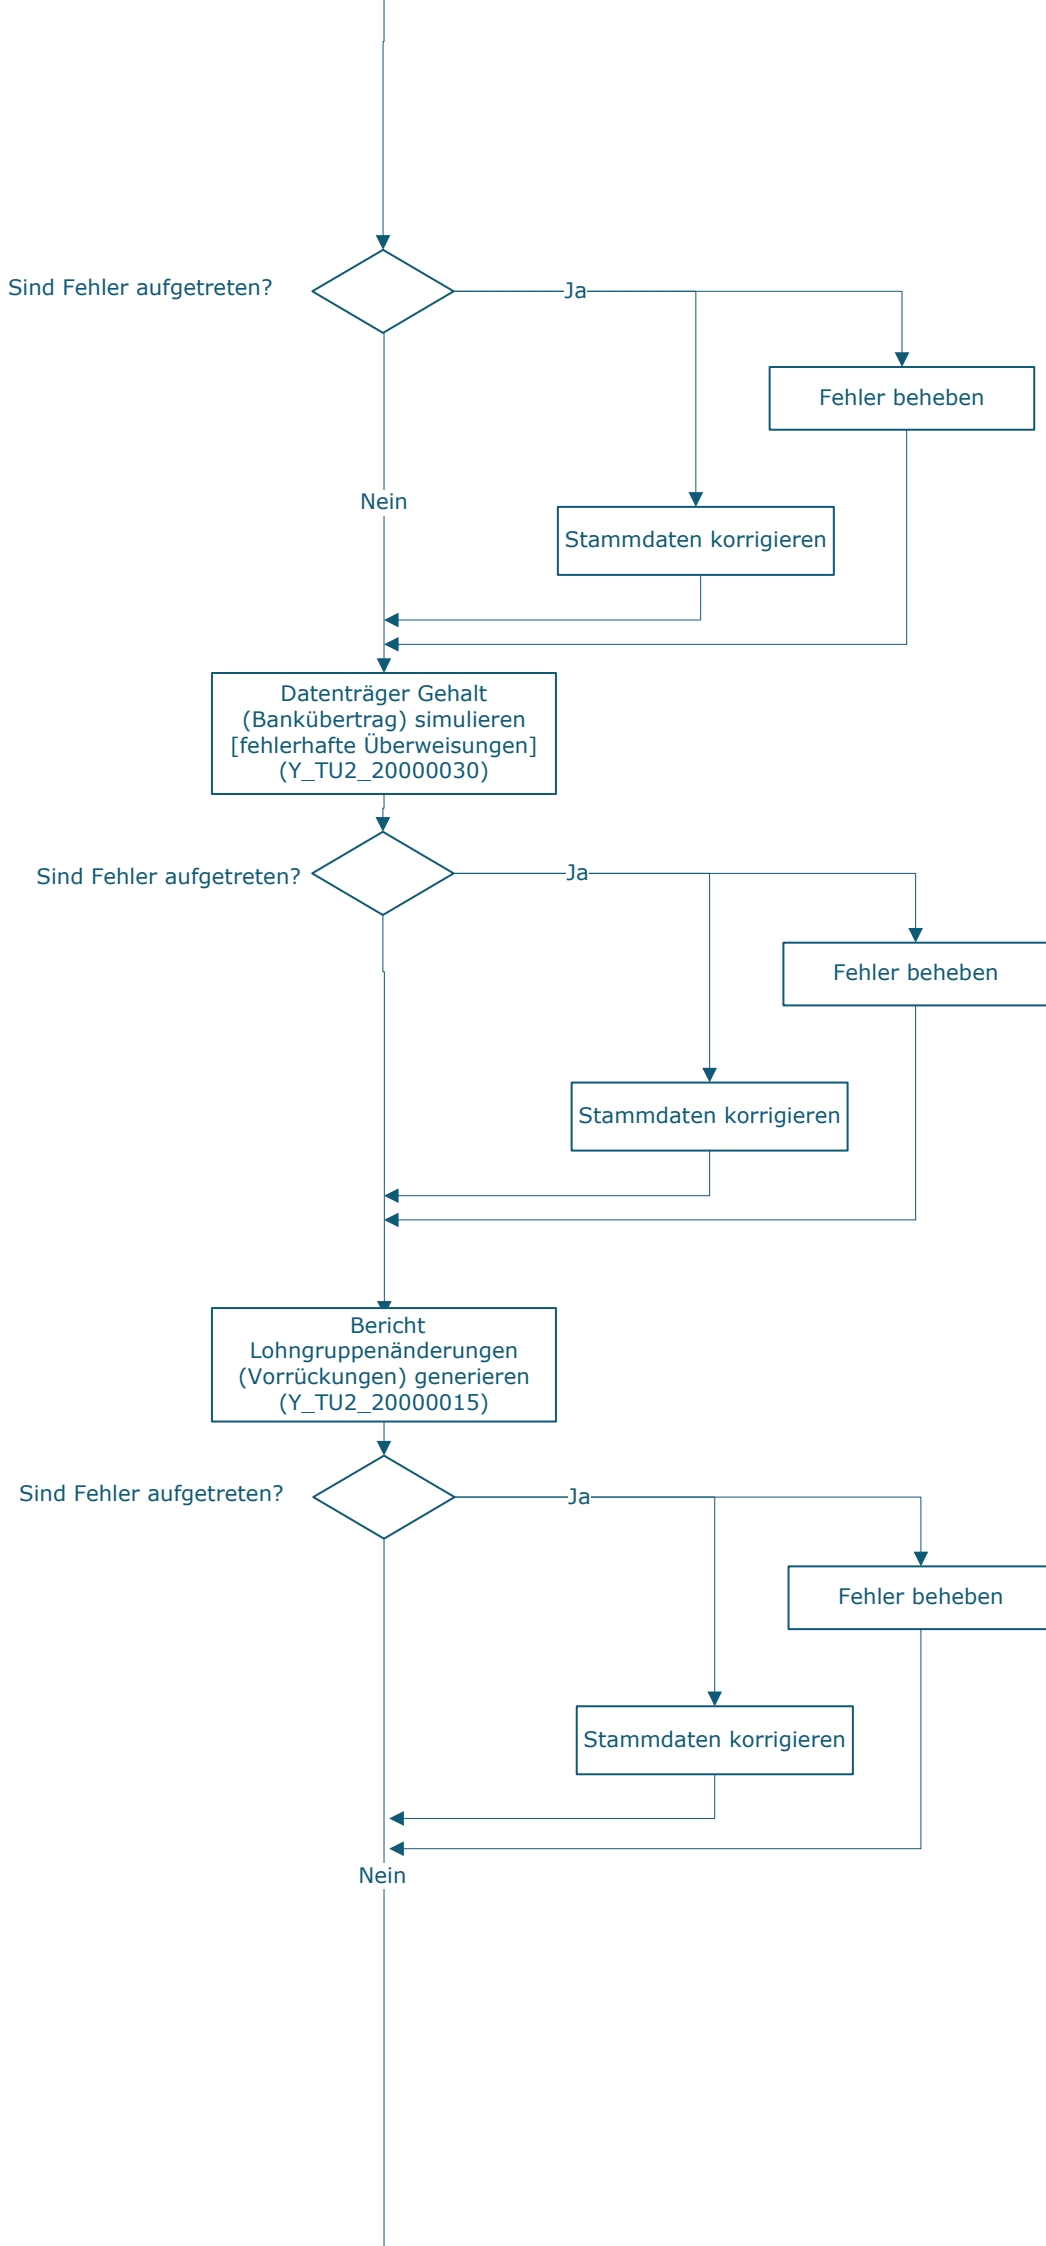 Sind Fehler aufgetreten?
Ja
Fehler beheben
Nein
Stammdaten korrigieren
Datenträger Gehalt
(Bankübertrag) simulieren
[fehlerhafte Überweisungen]
(Y_TU2_20000030)
Sind Fehler aufgetreten?
Ja
Fehler beheben
Stammdaten korrigieren
Bericht
Lohngruppenänderungen
(Vorrückungen) generieren
(Y_TU2_20000015)
Sind Fehler aufgetreten?
Ja
Fehler beheben
Stammdaten korrigieren
Nein